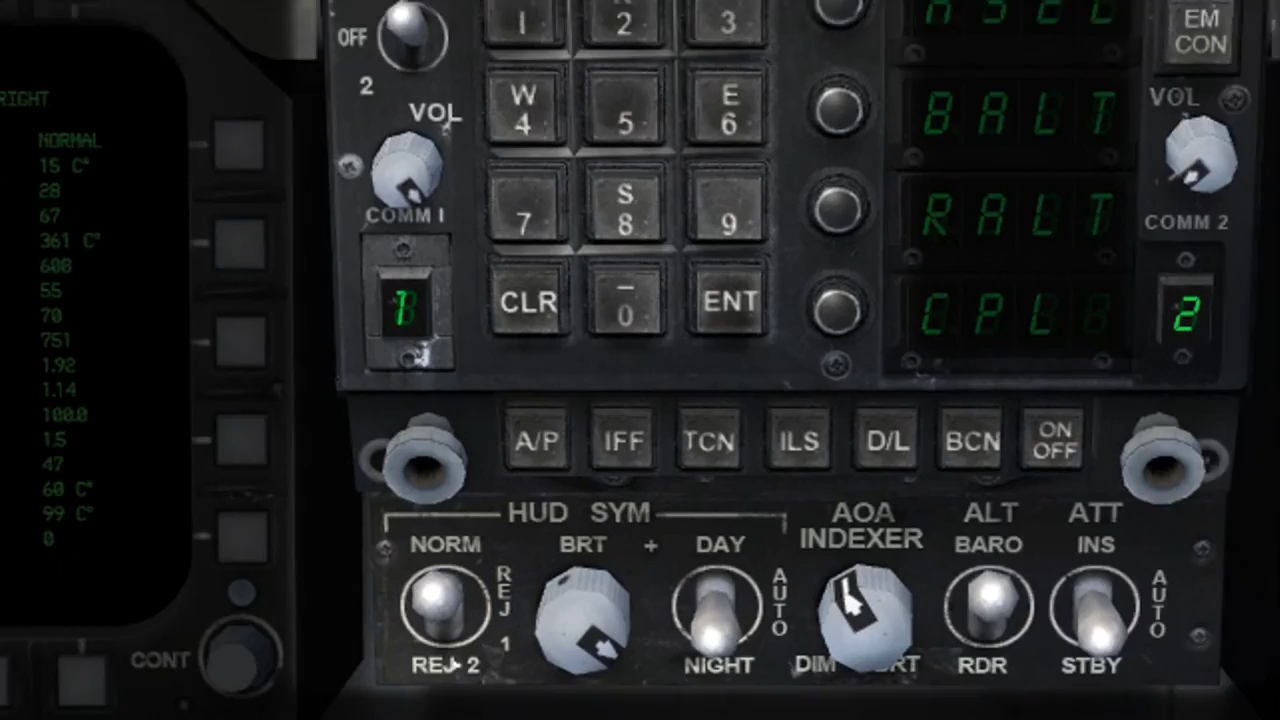 RIGHT
NORMAL
15 C°
28
67
361 C°
608
55
70
751
1.92
1.14
100.0
1.5
47
60 C°
99 C°
0
CONT
OFF
2
VOL
COMM 1
1
1
2
3
W
4
5
E
6
7
S
8
9
CLR
–
0
ENT
BALT
RALT
CPL
EM
CON
VOL
COMM 2
2
A/P
IFF
TCN
ILS
D/L
BCN
ON
OFF
HUD SYM
NORM
REJ 1
REJ 2
BRT +
DAY
AUTO
NIGHT
AOA
INDEXER
DIM
ALT
BARO
RDR
ATT
INS
AUTO
STBY